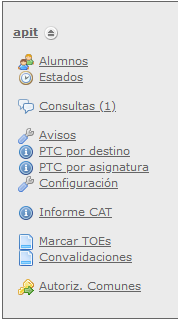 apit
Alumnos
Estados
Consultas (1)
Avisos
PTC por destino
PTC por asignatura
Configuración
Informe CAT
Marcar TOEs
Convalidaciones
Autoriz. Comunes